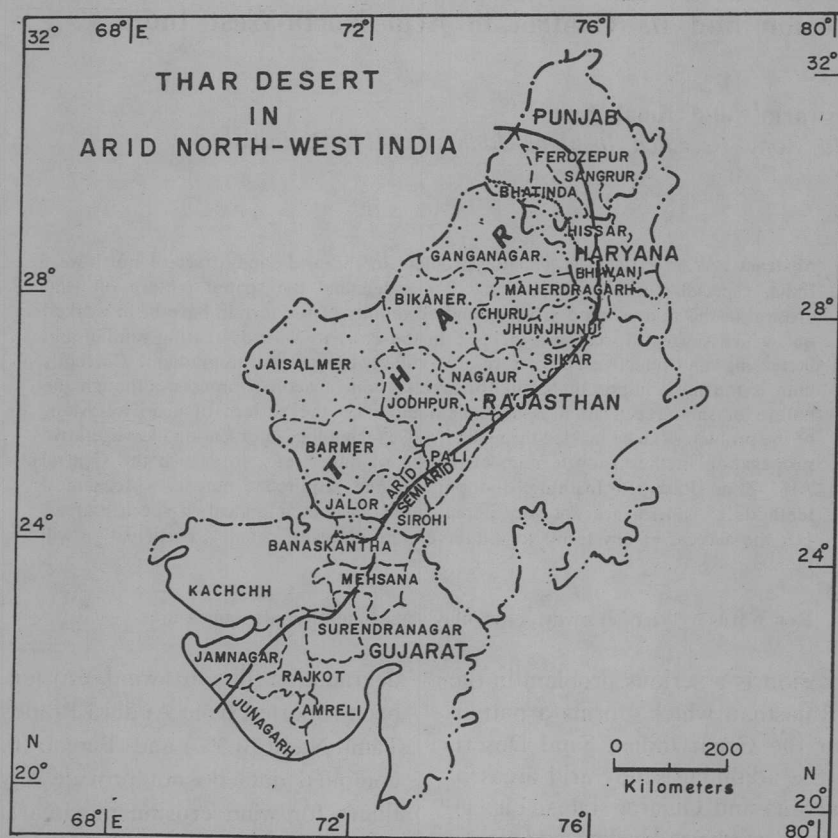 68° E 72° 76° 80°
32° 32°
THAR DESERT
IN
ARID NORTH-WEST INDIA
PUNJAB
FEROZEPUR
SANGRUR
BHATINDA
HISSAR
HARYANA
GANGANAGAR
BHIWANI
MAHERDRAGARH
BIKANER
CHURU
JHUNJHUNU
SIKAR
JAISALMER
NAGAUR
JODHPUR
RAJASTHAN
THAR
BARMER
PALI
ARID
SEMI ARID
JALOR
SIROHI
28° 28°
24° 24°
BANASKANTHA
MEHSANA
KACHCHH
SURENDRANAGAR
GUJARAT
JAMNAGAR
RAJKOT
AMRELI
JUNAGARH
0 200
Kilometers
N N
20° 20°
68° E 72° 76° 80°